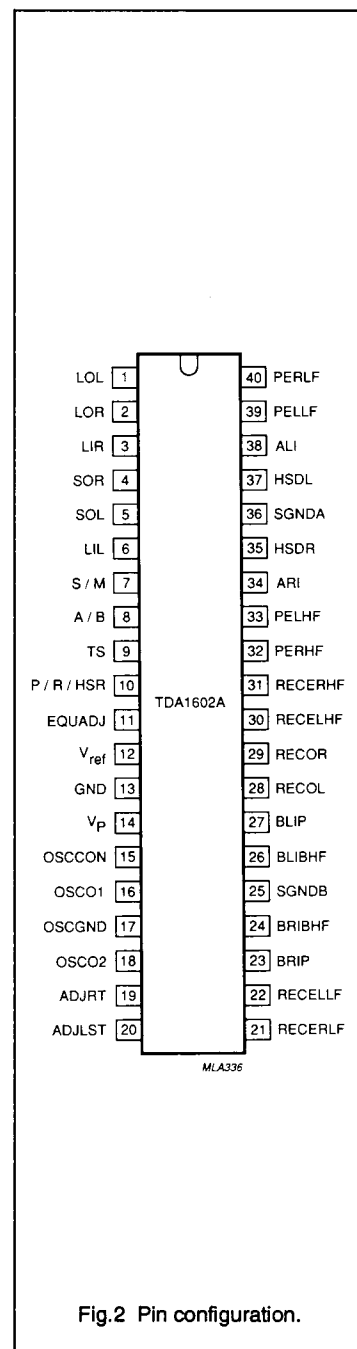 LOL 1 40 PERLF
LOR 2 39 PELLF
LIR 3 38 ALI
SOR 4 37 HSDL
SOL 5 36 SGNDA
LIL 6 35 HSDR
S / M 7 34 ARI
A / B 8 33 PELHF
TS 9 32 PERHF
P / R / HSR 10 31 RECERHF
TDA1602A
EQUADJ 11 30 RECELHF
Vref 12 29 RECOR
GND 13 28 RECOL
VP 14 27 BLIP
OSCCON 15 26 BLIBHF
OSCO1 16 25 SGNDB
OSCGND 17 24 BRIBHF
OSCO2 18 23 BRIP
ADJRT 19 22 RECELLF
ADJLST 20 21 RECERLF
MLA336
Fig.2 Pin configuration.